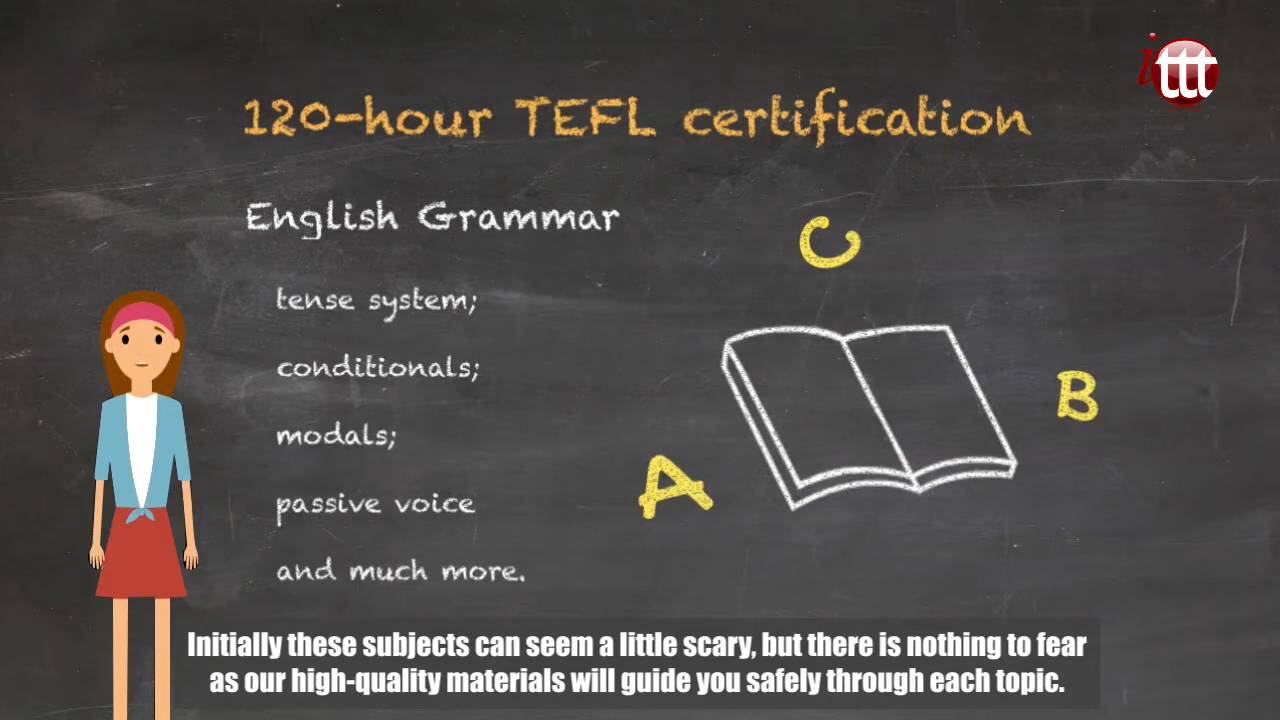 ittt
120-hour TEFL certification
English Grammar
C
tense system;
conditionals;
B
modals;
A
passive voice
and much more.
Initially these subjects can seem a little scary, but there is nothing to fear
as our high-quality materials will guide you safely through each topic.